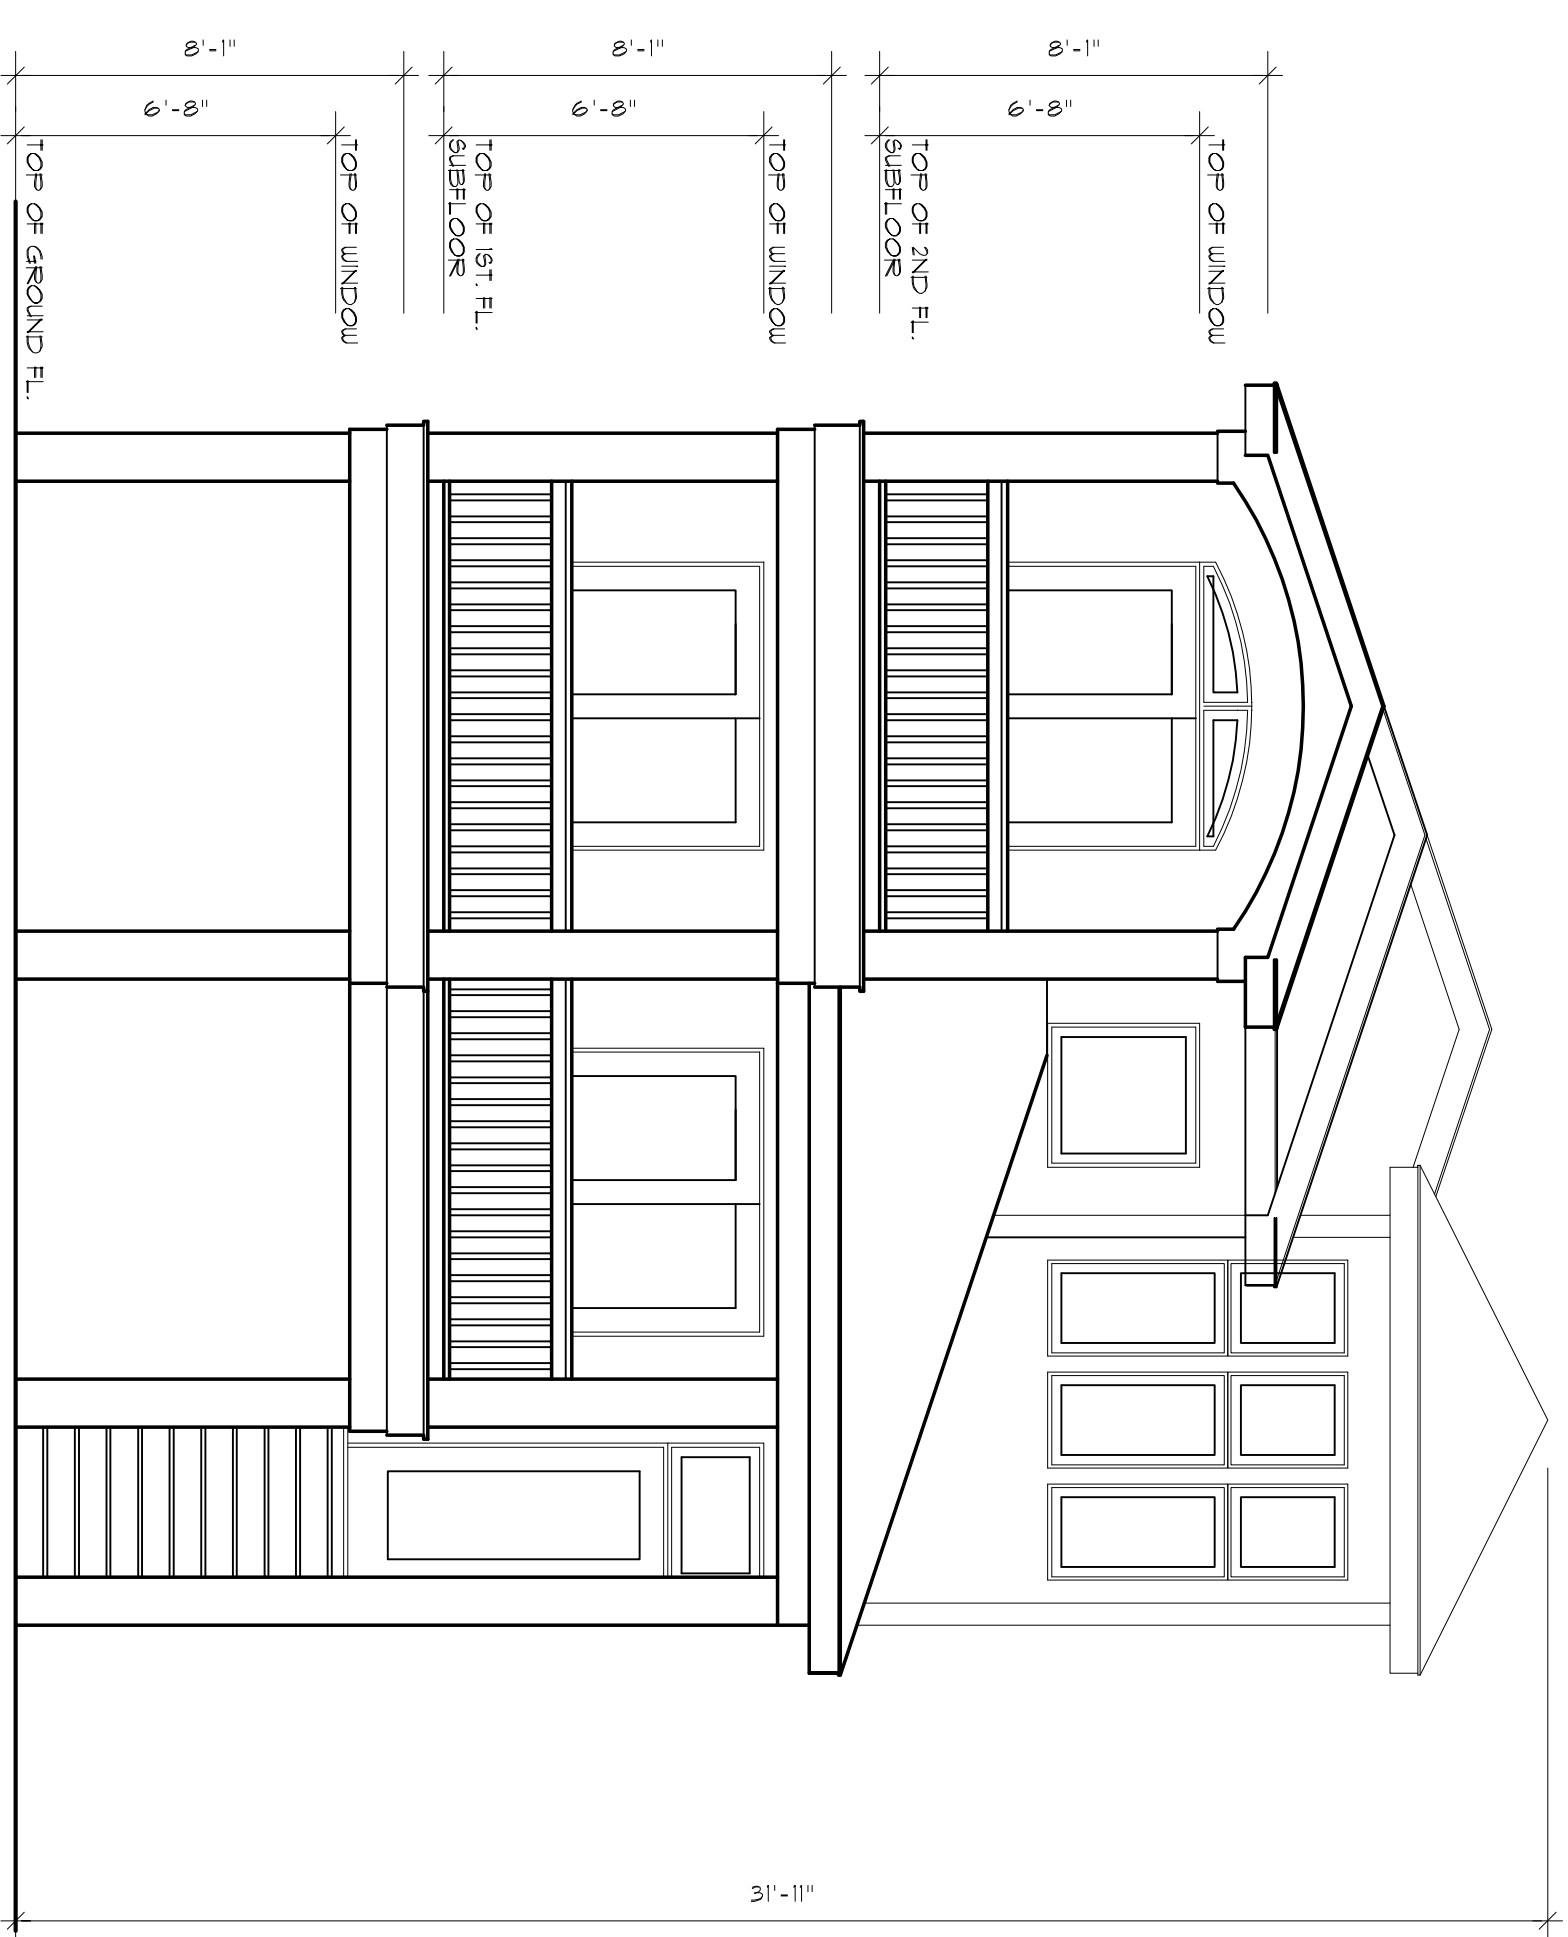 8'-1"
8'-1"
8'-1"
6'-8"
6'-8"
6'-8"
TOP OF WINDOW
TOP OF 2ND FL.
SUBFLOOR
TOP OF WINDOW
TOP OF 1ST. FL.
SUBFLOOR
TOP OF WINDOW
TOP OF GROUND FL.
31'-11"